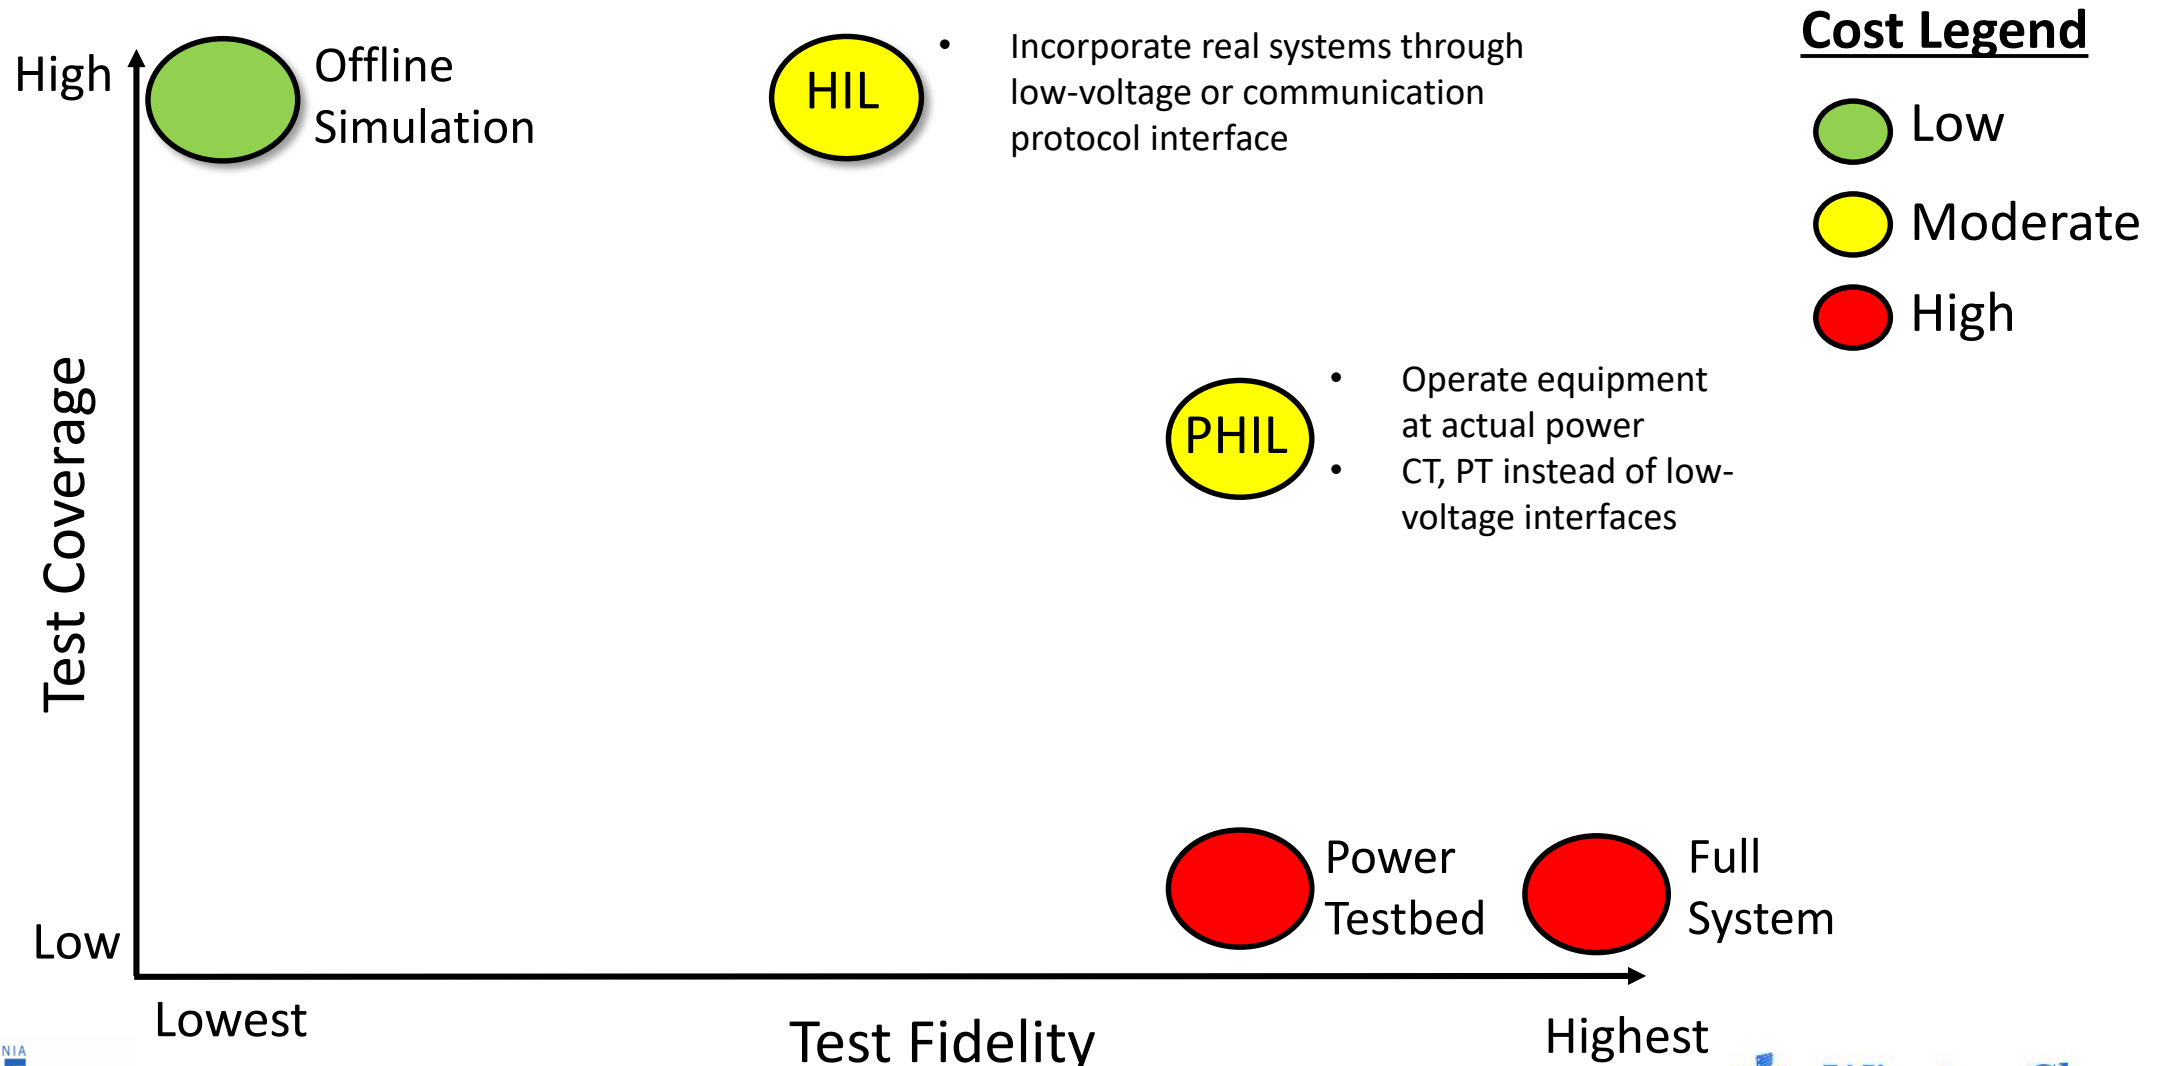 High
Offline
Simulation
HIL
• Incorporate real systems through
low-voltage or communication
protocol interface
Cost Legend
Low
Moderate
High
Test Coverage
PHIL
• Operate equipment
at actual power
• CT, PT instead of low-
voltage interfaces
Power
Testbed
Full
System
Low
Lowest
Test Fidelity
Highest
NIA